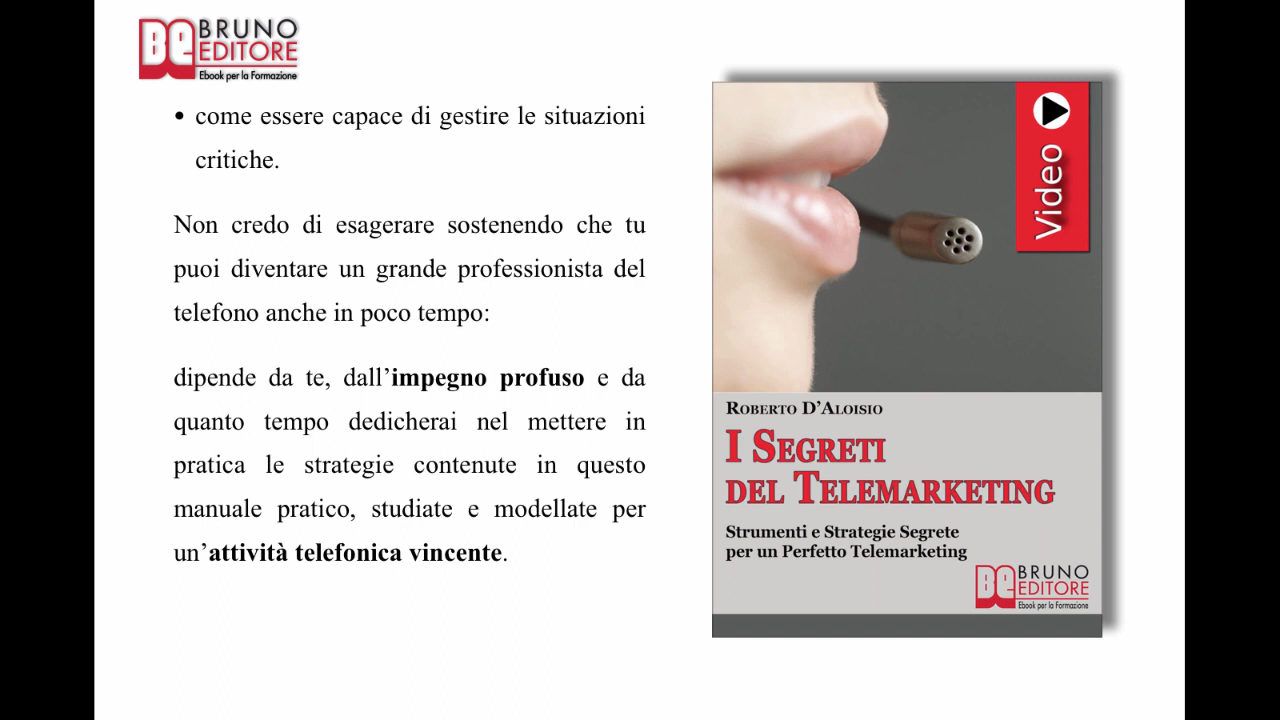 BRUNO
EDITORE
Ebook per la Formazione
• come essere capace di gestire le situazioni
critiche.
Non credo di esagerare sostenendo che tu
puoi diventare un grande professionista del
telefono anche in poco tempo:
dipende da te, dall’impegno profuso e da
quanto tempo dedicherai nel mettere in
pratica le strategie contenute in questo
manuale pratico, studiate e modellate per
un’attività telefonica vincente.
Video
Roberto D’Aloisio
I Segreti
del Telemarketing
Strumenti e Strategie Segrete
per un Perfetto Telemarketing
BRUNO
EDITORE
Ebook per la Formazione